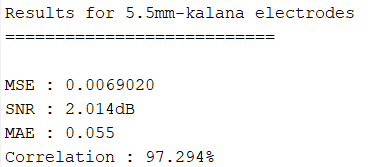 Results for 5.5mm-kalana electrodes
===========================
MSE : 0.0069020
SNR : 2.014dB
MAE : 0.055
Correlation : 97.294%